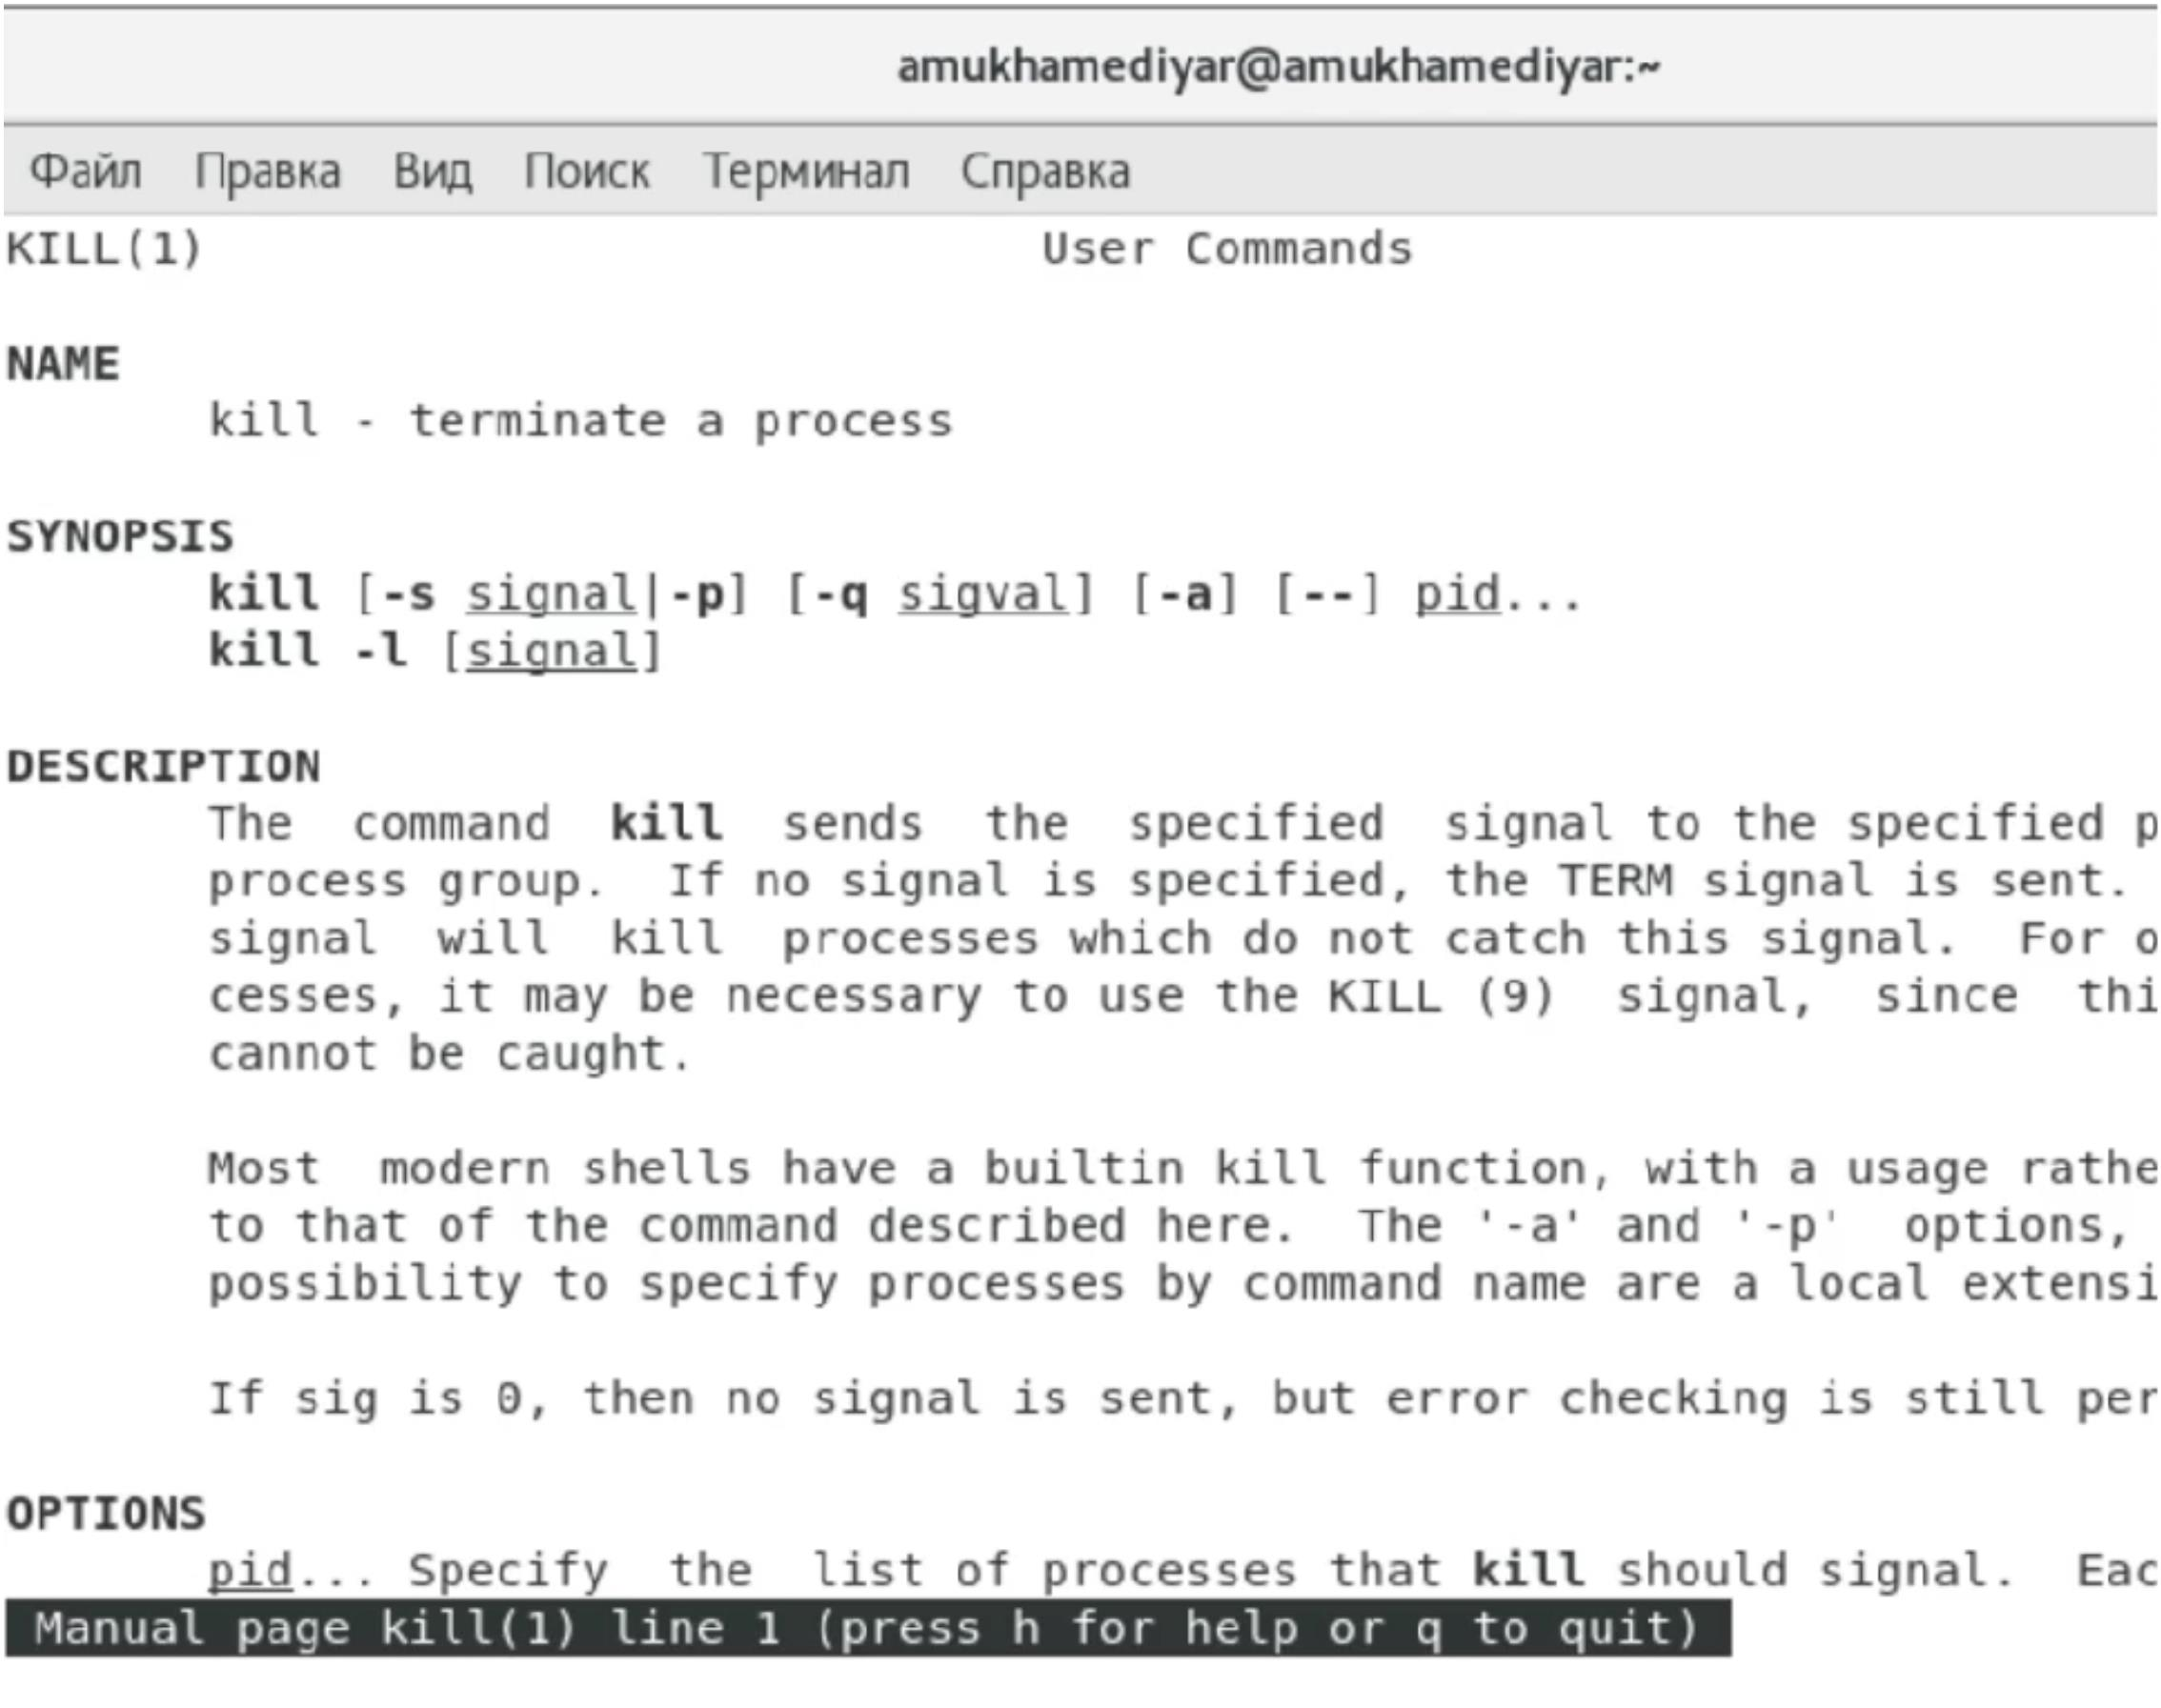 amukhamediyar@amukhamediyar:~
Файл Правка Вид Поиск Терминал Справка
KILL(1) User Commands
NAME
kill - terminate a process
SYNOPSIS
kill [-s signal|-p] [-q sigval] [-a] [--] pid...
kill -l [signal]
DESCRIPTION
The command kill sends the specified signal to the specified p
process group. If no signal is specified, the TERM signal is sent.
signal will kill processes which do not catch this signal. For o
cesses, it may be necessary to use the KILL (9) signal, since thi
cannot be caught.
Most modern shells have a builtin kill function, with a usage rathe
to that of the command described here. The '-a' and '-p' options,
possibility to specify processes by command name are a local extensi
If sig is 0, then no signal is sent, but error checking is still per
OPTIONS
pid... Specify the list of processes that kill should signal. Eac
Manual page kill(1) line 1 (press h for help or q to quit)